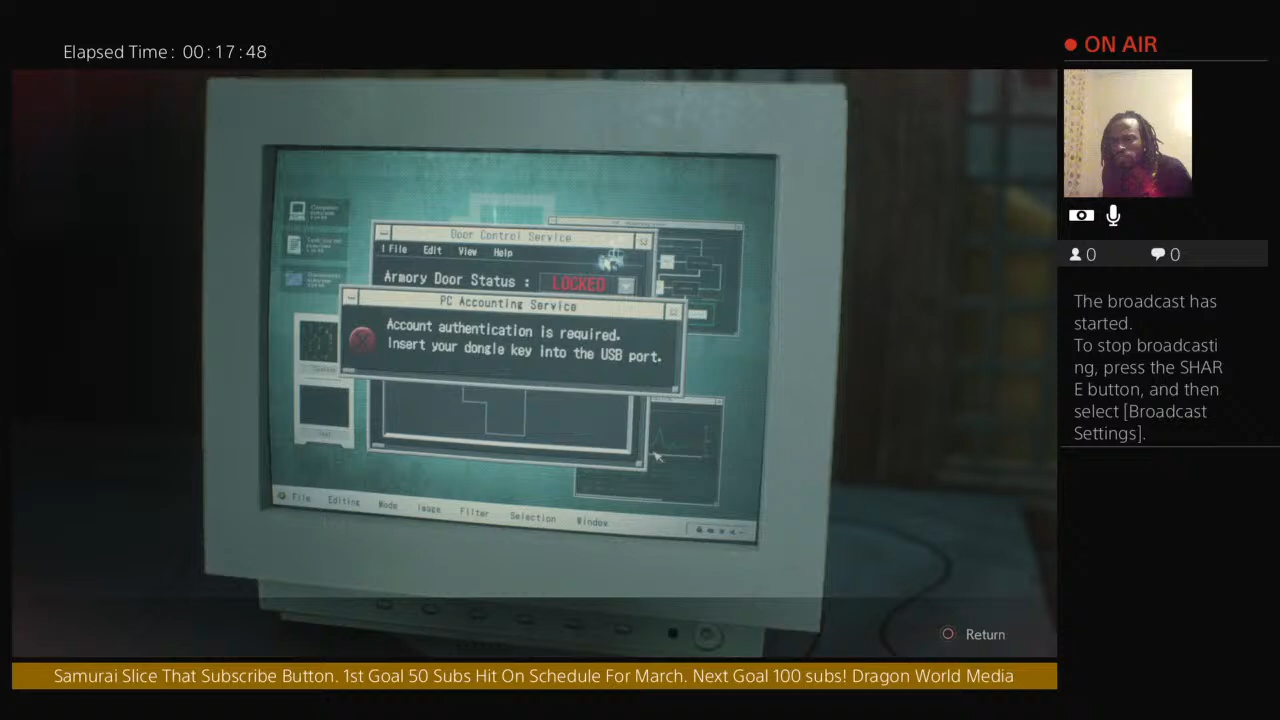 Elapsed Time: 00:17:48
ON AIR
0 0
The broadcast has
started.
To stop broadcasti
ng, press the SHAR
E button, and then
select [Broadcast
Settings].
Door Control Service
File Edit View Help
Armory Door Status : LOCKED
PC Accounting Service
Account authentication is required.
Insert your dongle key into the USB port.
File Editing Mode Image Filter Selection Window
Return
Samurai Slice That Subscribe Button. 1st Goal 50 Subs Hit On Schedule For March. Next Goal 100 subs! Dragon World Media